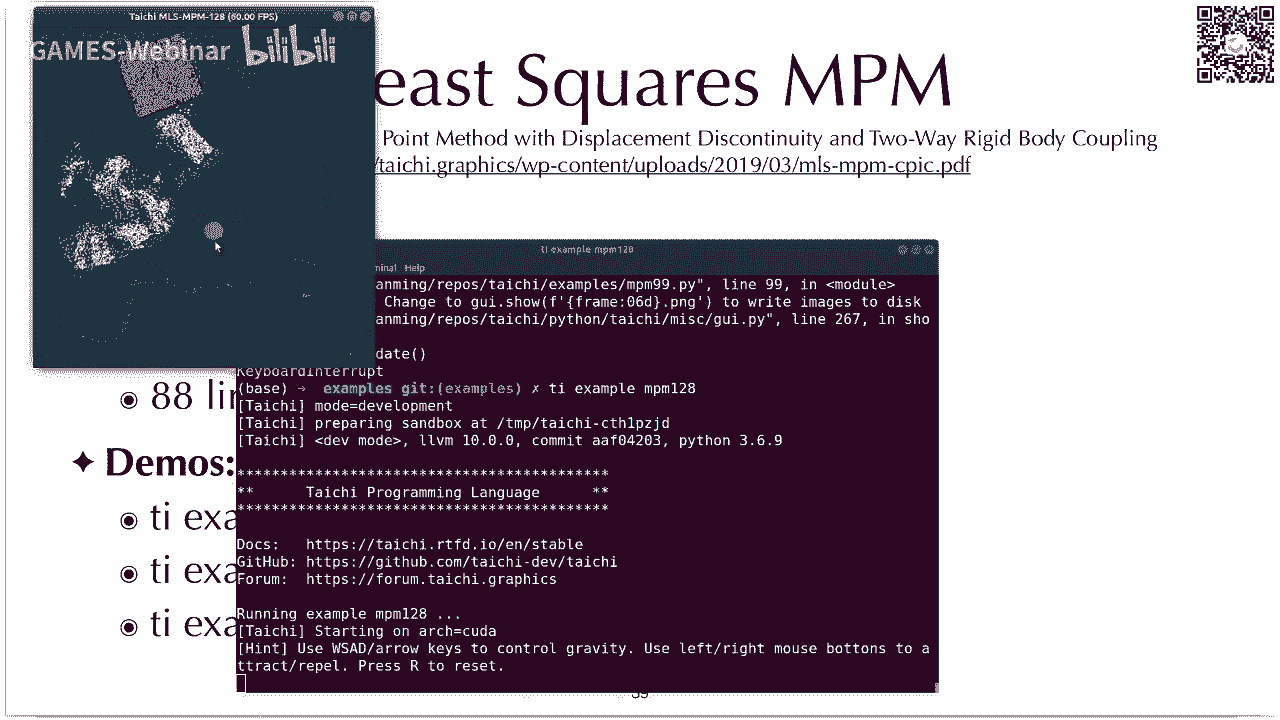 Taichi MLS-MPM-128 (60.00 FPS)
GAMES-Webinar bilibili
east Squares MPM
Point Method with Displacement Discontinuity and Two-Way Rigid Body Coupling
/taichi.graphics/wp-content/uploads/2019/03/mls-mpm-cpic.pdf
ti example mpm128
minal Help
anming/repos/taichi/examples/mpm99.py", line 99, in <module>
Change to gui.show(f'{frame:06d}.png') to write images to disk
anming/repos/taichi/python/taichi/misc/gui.py", line 267, in sho
date()
KeyboardInterrupt
(base) → examples git:(examples) ✗ ti example mpm128
[Taichi] mode=development
[Taichi] preparing sandbox at /tmp/taichi-cth1pzjd
[Taichi] <dev mode>, llvm 10.0.0, commit aaf04203, python 3.6.9
*******************************************
** Taichi Programming Language **
*******************************************
Docs: https://taichi.rtfd.io/en/stable
GitHub: https://github.com/taichi-dev/taichi
Forum: https://forum.taichi.graphics
Running example mpm128 ...
[Taichi] Starting on arch=cuda
[Hint] Use WSAD/arrow keys to control gravity. Use left/right mouse bottons to a
ttract/repel. Press R to reset.
88 lin
✦ Demos:
ti exa
ti exa
ti exa
39